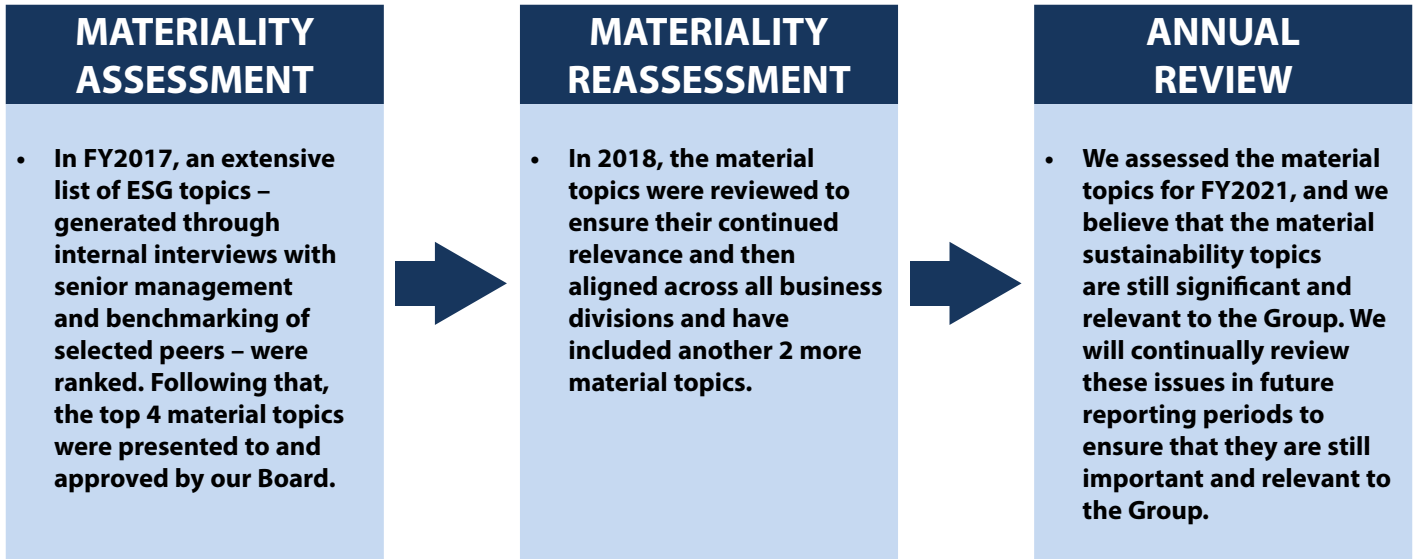 MATERIALITY
ASSESSMENT
• In FY2017, an extensive
list of ESG topics –
generated through
internal interviews with
senior management
and benchmarking of
selected peers – were
ranked. Following that,
the top 4 material topics
were presented to and
approved by our Board.
MATERIALITY
REASSESSMENT
• In 2018, the material
topics were reviewed to
ensure their continued
relevance and then
aligned across all business
divisions and have
included another 2 more
material topics.
ANNUAL
REVIEW
• We assessed the material
topics for FY2021, and we
believe that the material
sustainability topics
are still significant and
relevant to the Group. We
will continually review
these issues in future
reporting periods to
ensure that they are still
important and relevant to
the Group.